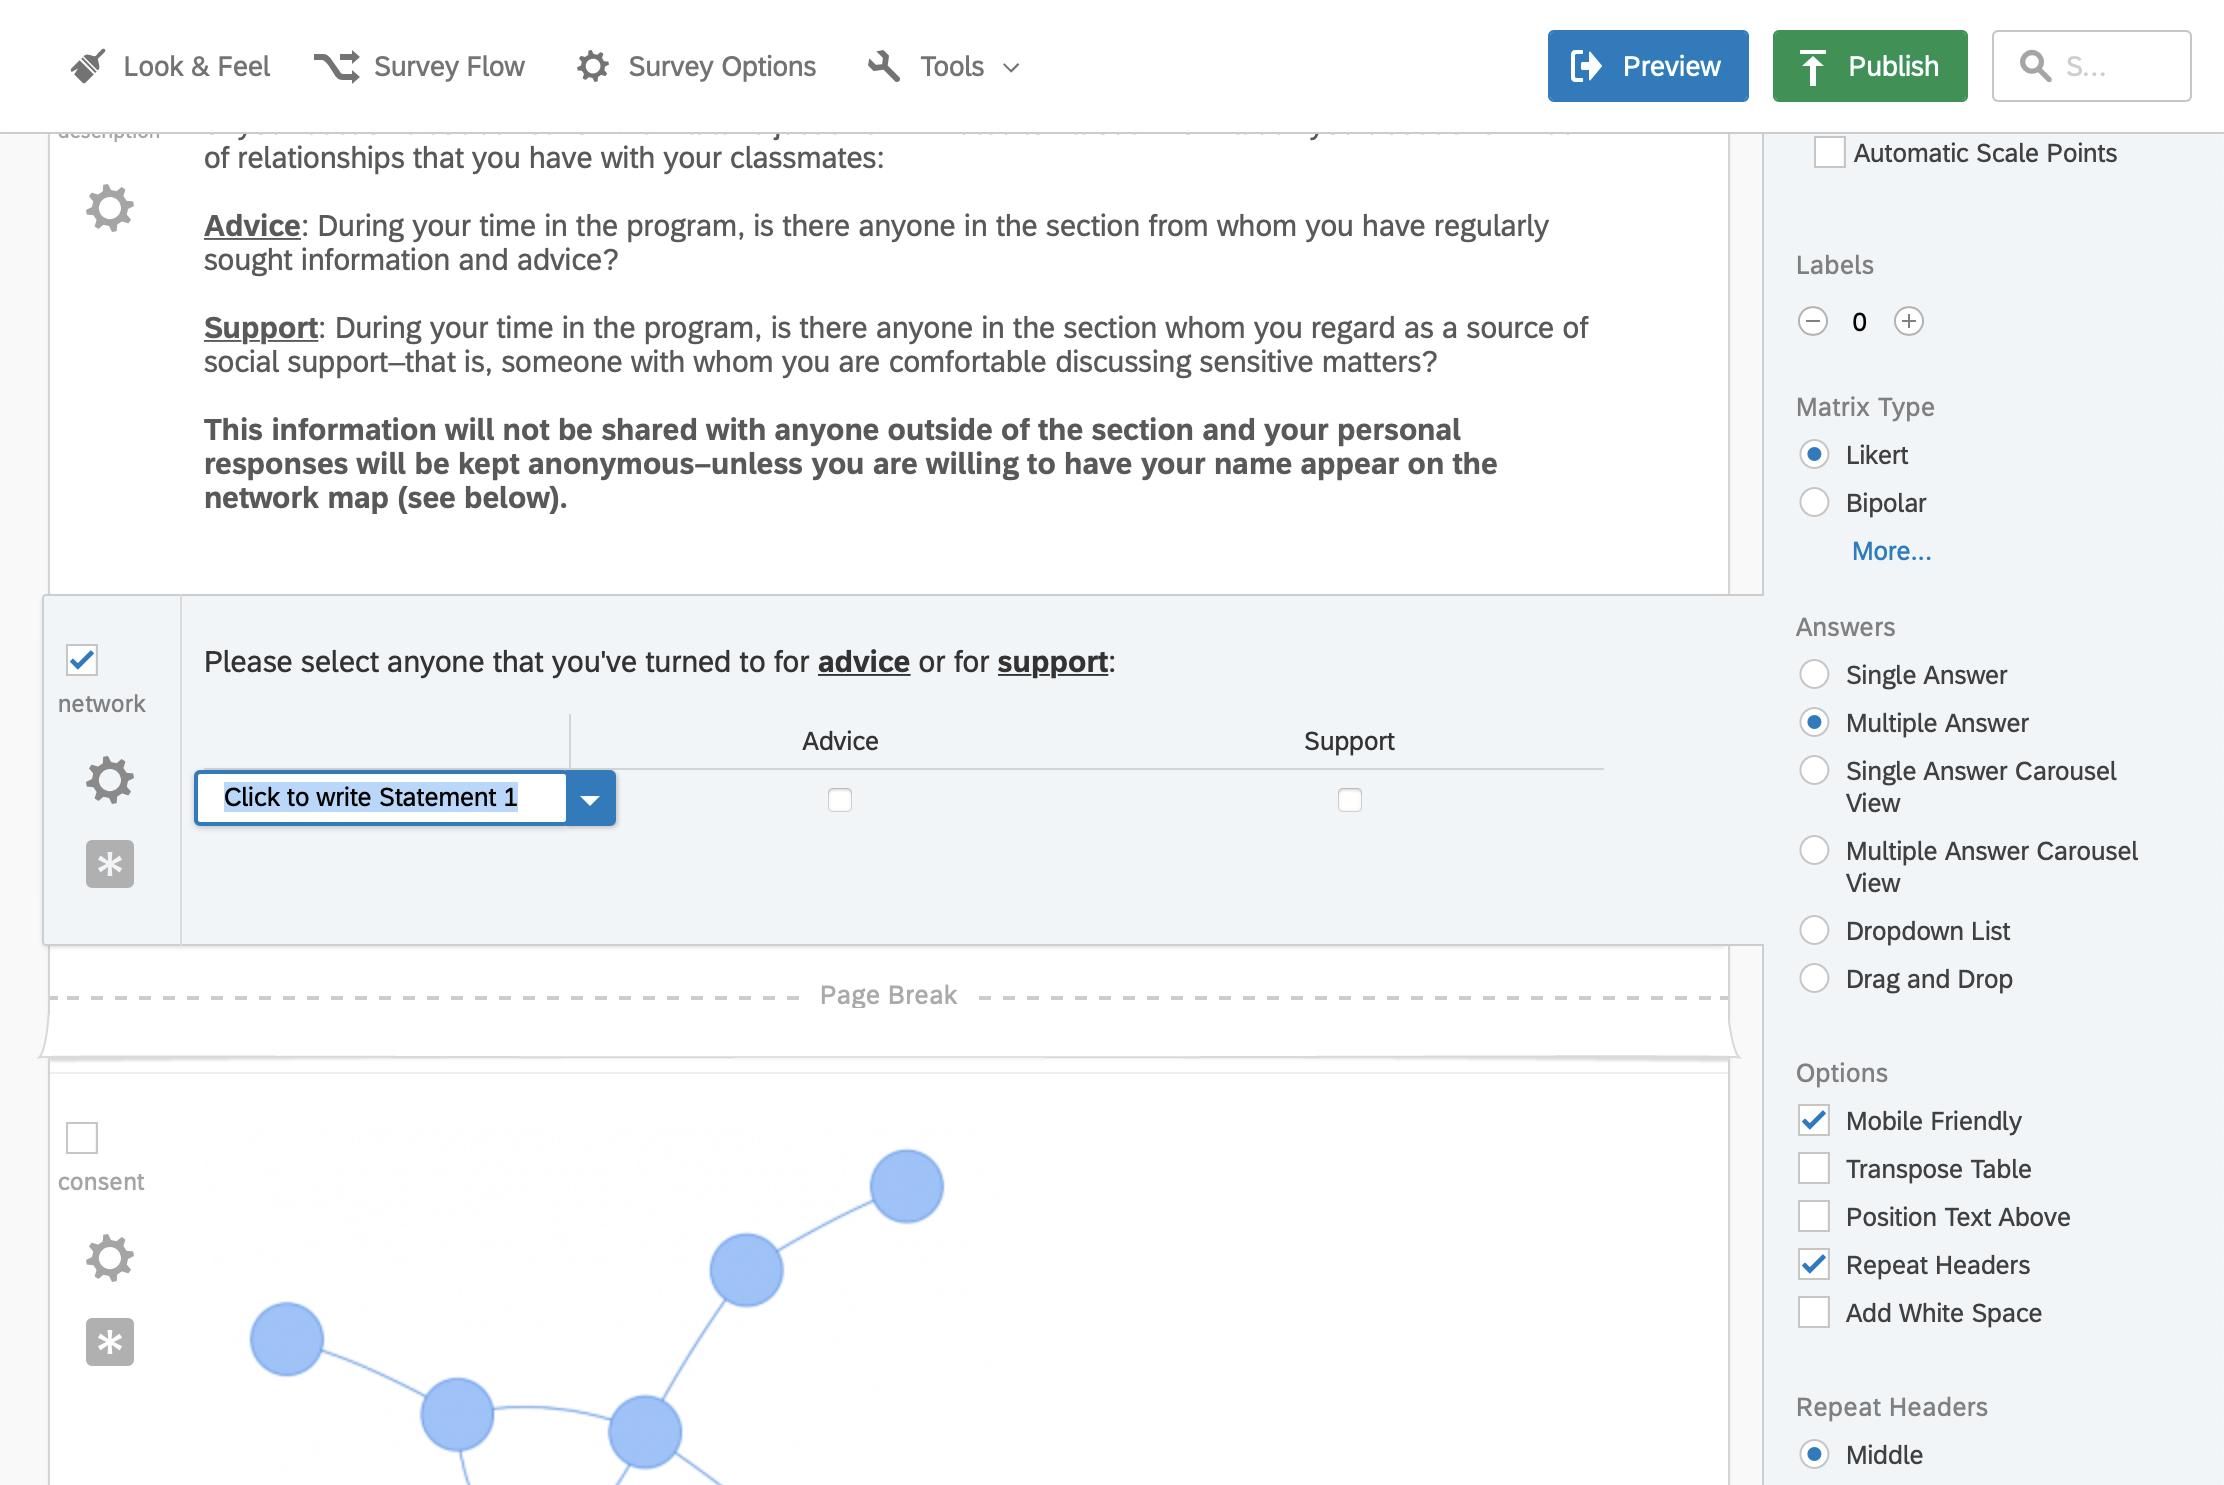 Look & Feel
Survey Flow
Survey Options
Tools
Preview
Publish
S...
description
of relationships that you have with your classmates:
Advice: During your time in the program, is there anyone in the section from whom you have regularly
sought information and advice?
Support: During your time in the program, is there anyone in the section whom you regard as a source of
social support–that is, someone with whom you are comfortable discussing sensitive matters?
This information will not be shared with anyone outside of the section and your personal
responses will be kept anonymous–unless you are willing to have your name appear on the
network map (see below).
network
Please select anyone that you've turned to for advice or for support:
Advice
Support
Click to write Statement 1
Page Break
consent
Automatic Scale Points
Labels
0
Matrix Type
Likert
Bipolar
More...
Answers
Single Answer
Multiple Answer
Single Answer Carousel
View
Multiple Answer Carousel
View
Dropdown List
Drag and Drop
Options
Mobile Friendly
Transpose Table
Position Text Above
Repeat Headers
Add White Space
Repeat Headers
Middle